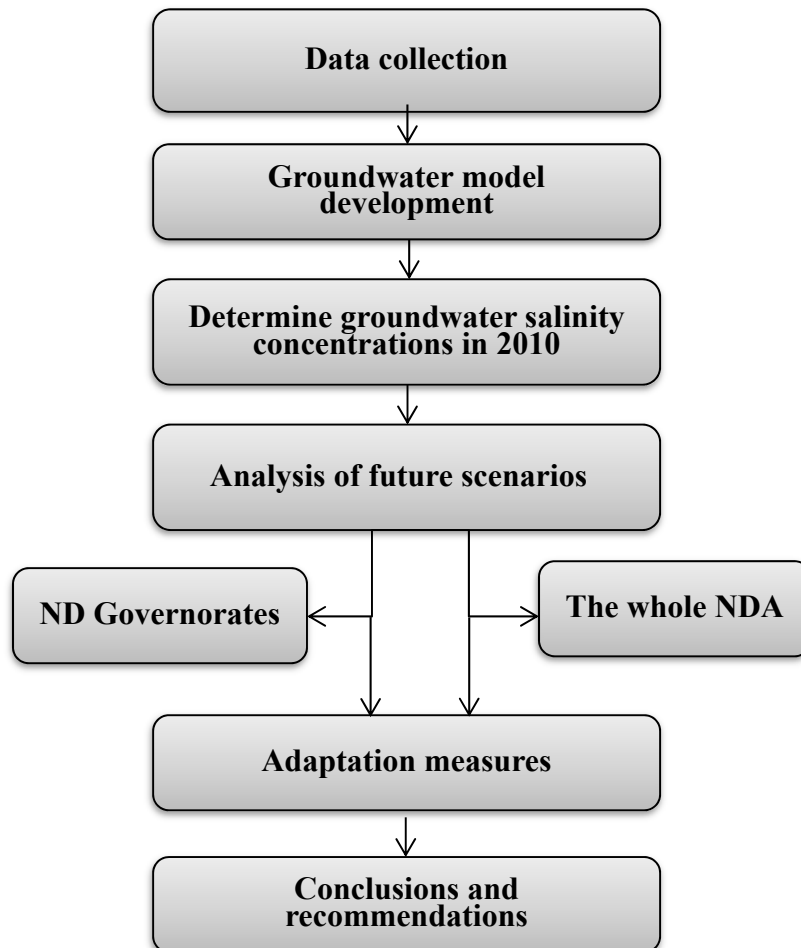 Data collection
Groundwater model
development
Determine groundwater salinity
concentrations in 2010
Analysis of future scenarios
ND Governorates
The whole NDA
Adaptation measures
Conclusions and
recommendations